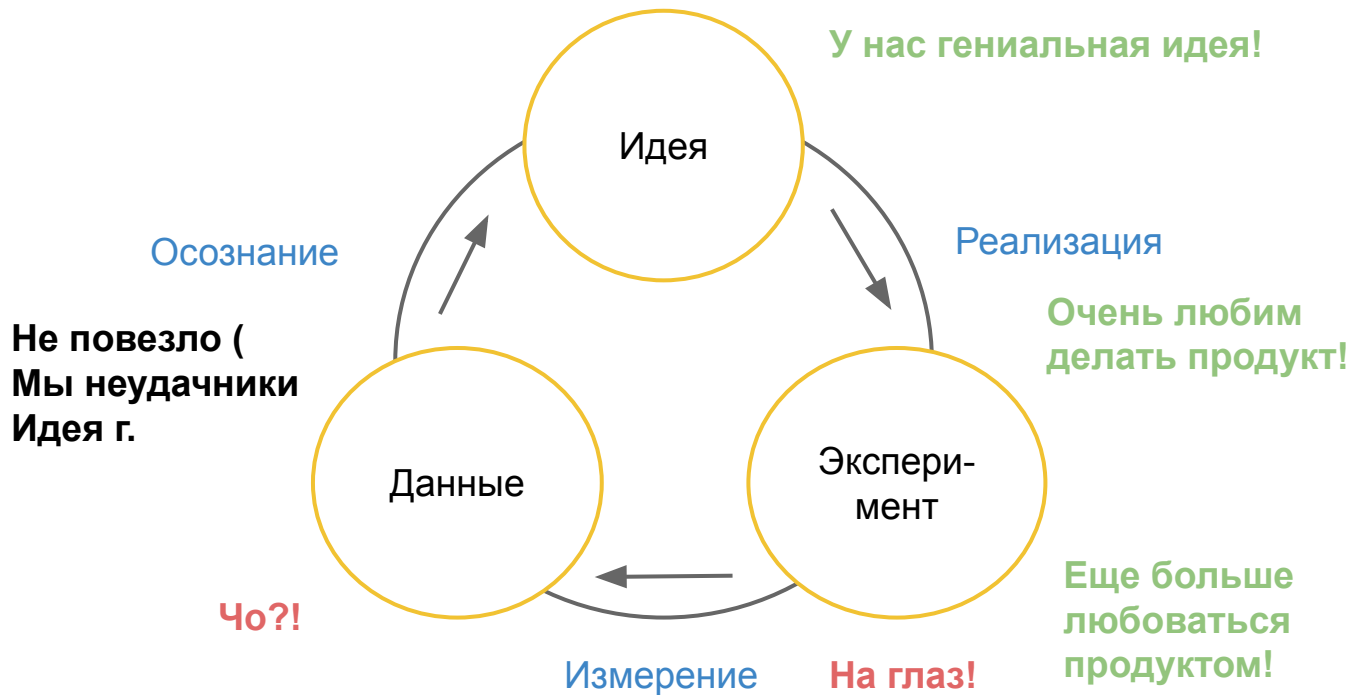 У нас гениальная идея!
Идея
Осознание
Реализация
Очень любим
делать продукт!
Не повезло (
Мы неудачники
Идея г.
Данные
Экспери-
мент
Еще больше
любоваться
продуктом!
Чо?!
Измерение
На глаз!